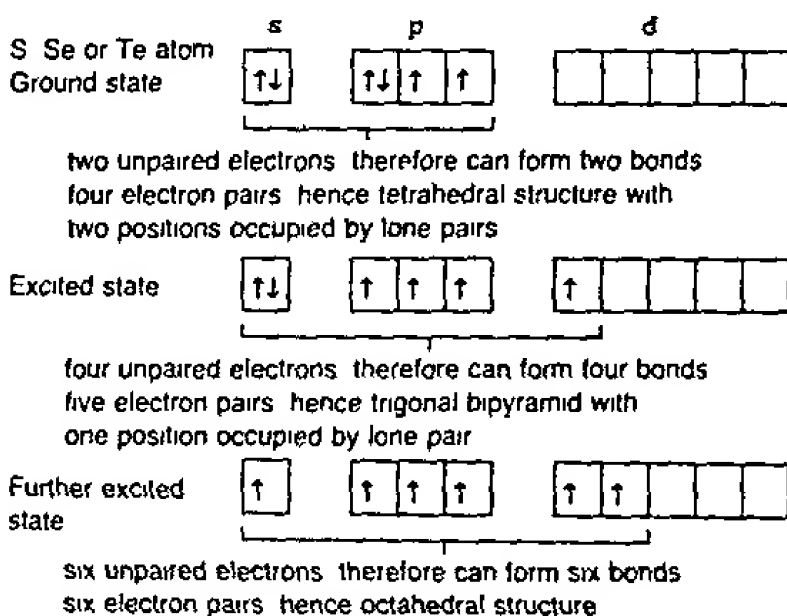 s p d
S Se or Te atom
Ground state ↑↓ ↑↓ ↑ ↑
two unpaired electrons therefore can form two bonds
four electron pairs hence tetrahedral structure with
two positions occupied by lone pairs
Excited state ↑↓ ↑ ↑ ↑ ↑
four unpaired electrons therefore can form four bonds
five electron pairs hence trigonal bipyramid with
one position occupied by lone pair
Further excited ↑ ↑ ↑ ↑ ↑ ↑
state
six unpaired electrons therefore can form six bonds
six electron pairs hence octahedral structure